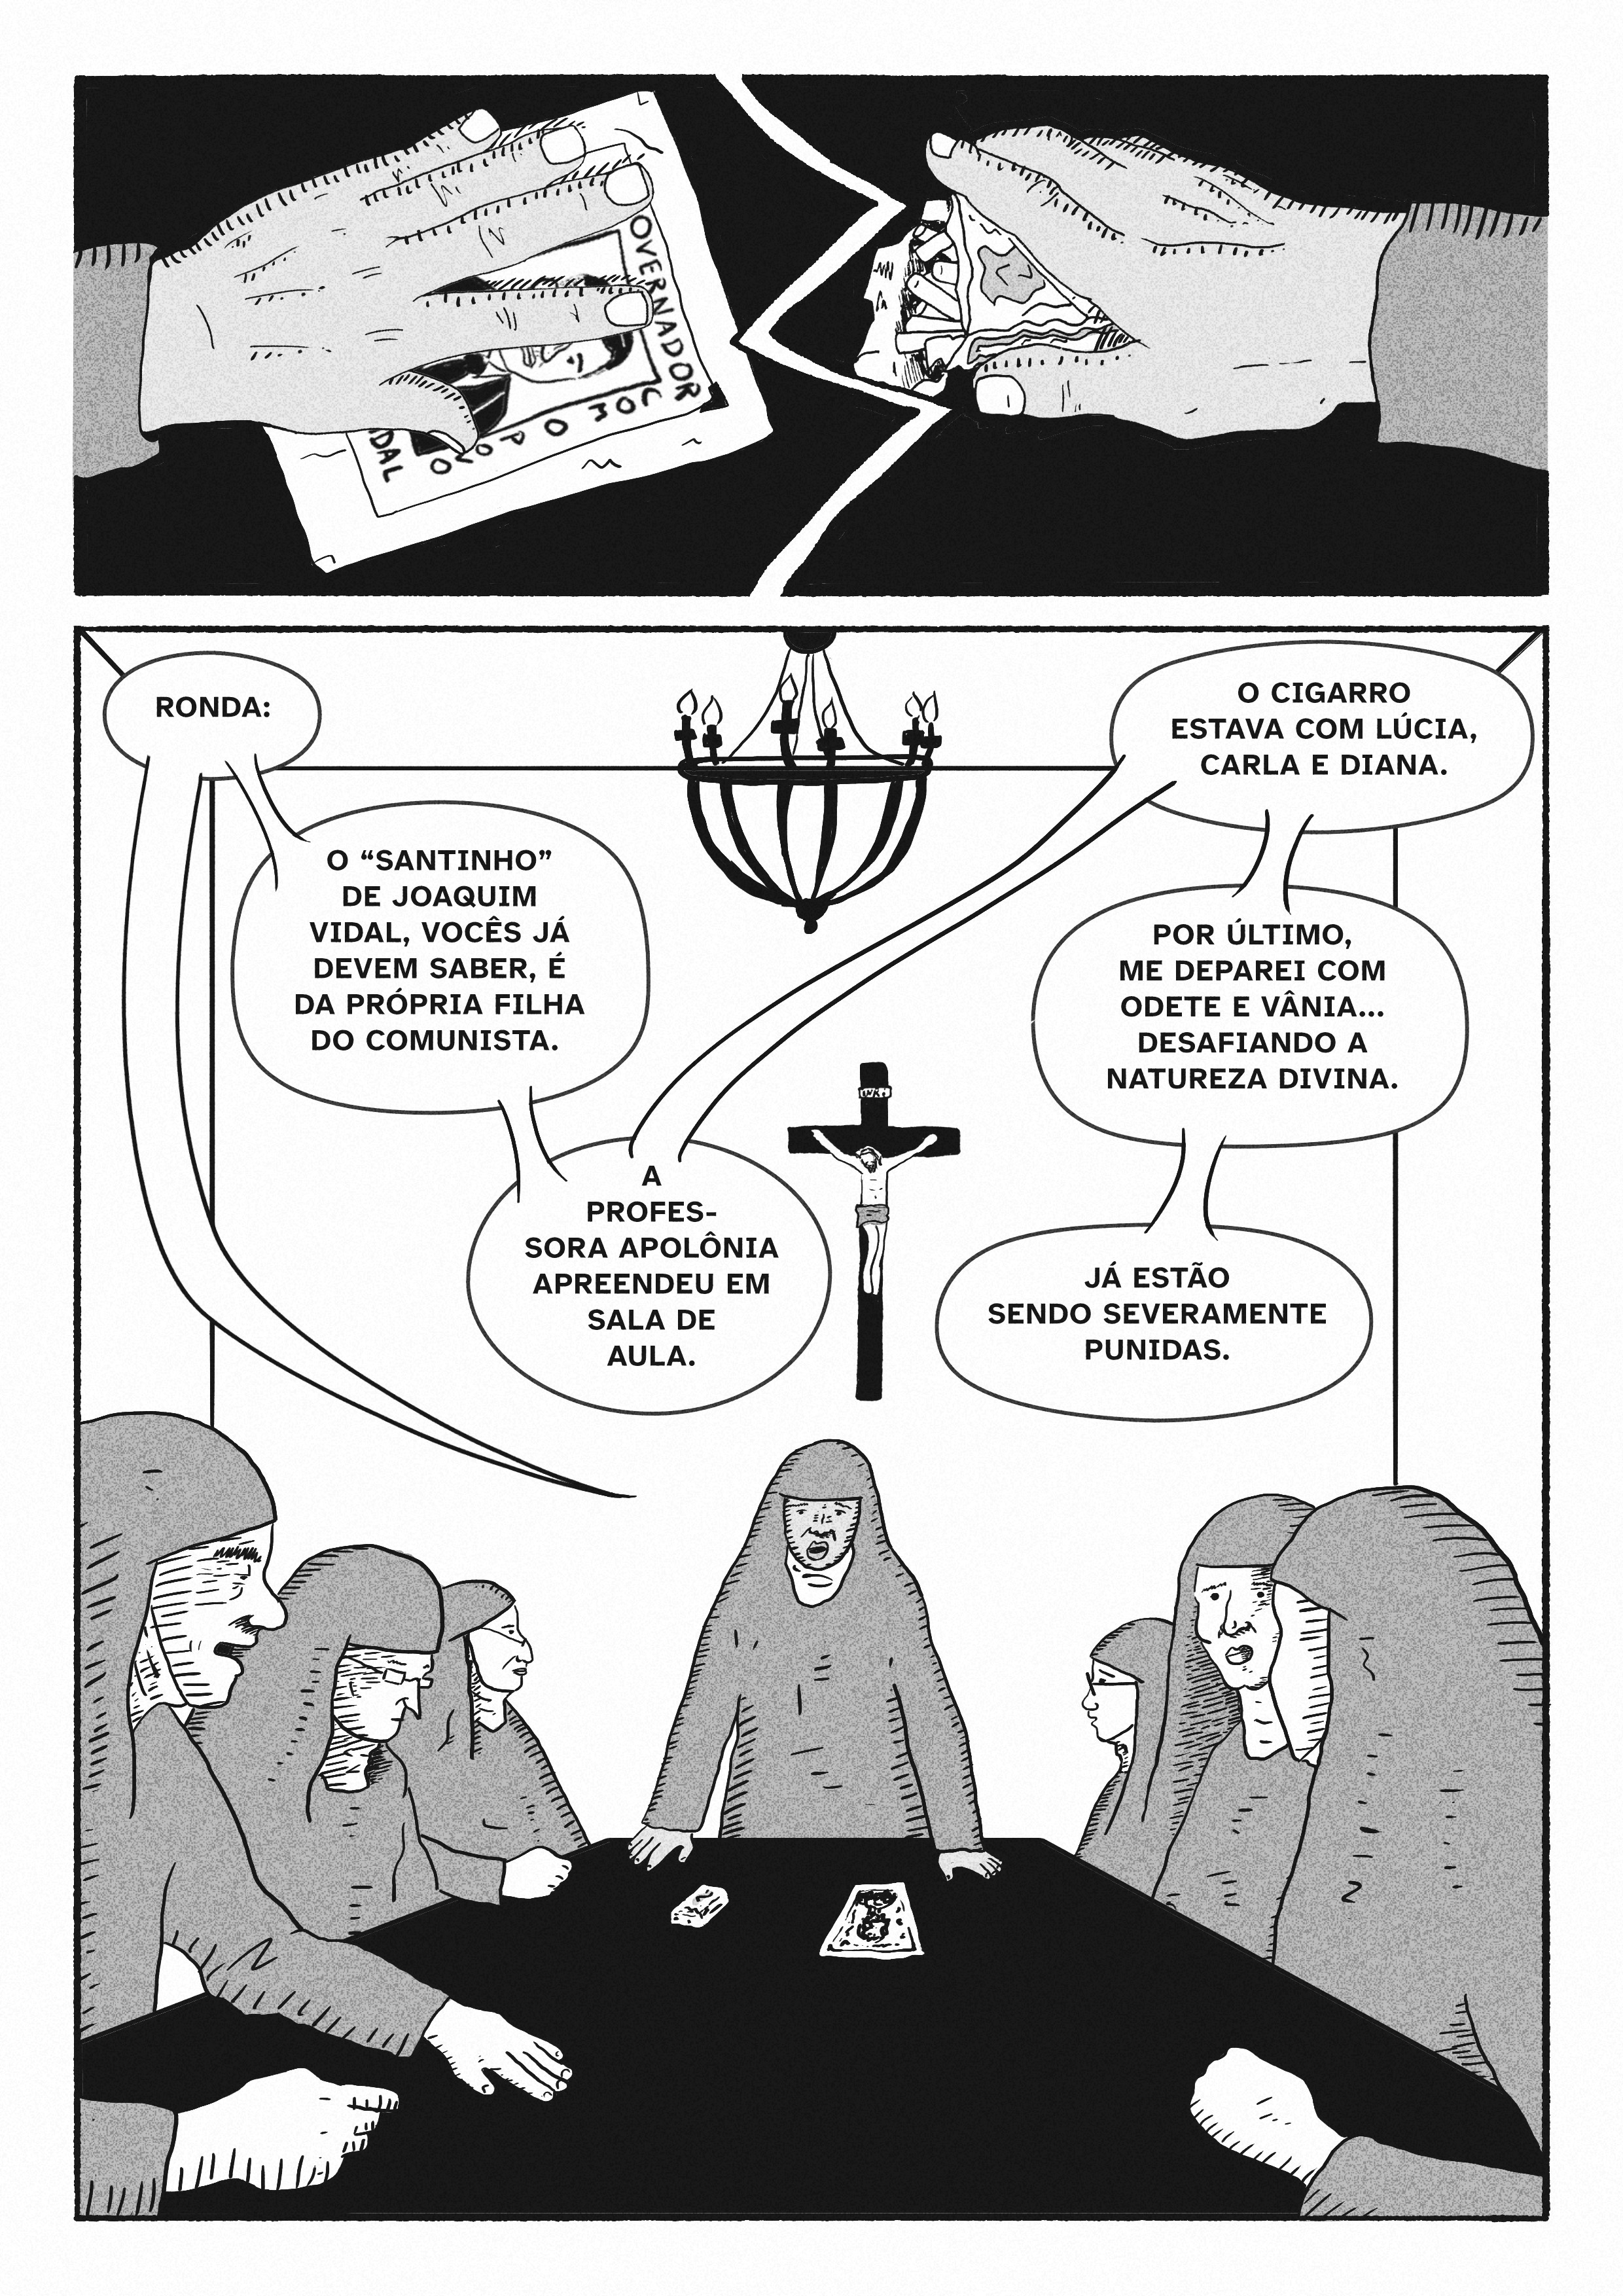 OVERNADOR
COM O POVO
DAL
RONDA:
O “SANTINHO”
DE JOAQUIM
VIDAL, VOCÊS JÁ
DEVEM SABER, É
DA PRÓPRIA FILHA
DO COMUNISTA.
A
PROFES-
SORA APOLÔNIA
APREENDEU EM
SALA DE
AULA.
O CIGARRO
ESTAVA COM LÚCIA,
CARLA E DIANA.
POR ÚLTIMO,
ME DEPAREI COM
ODETE E VÂNIA...
DESAFIANDO A
NATUREZA DIVINA.
JÁ ESTÃO
SENDO SEVERAMENTE
PUNIDAS.
INRI